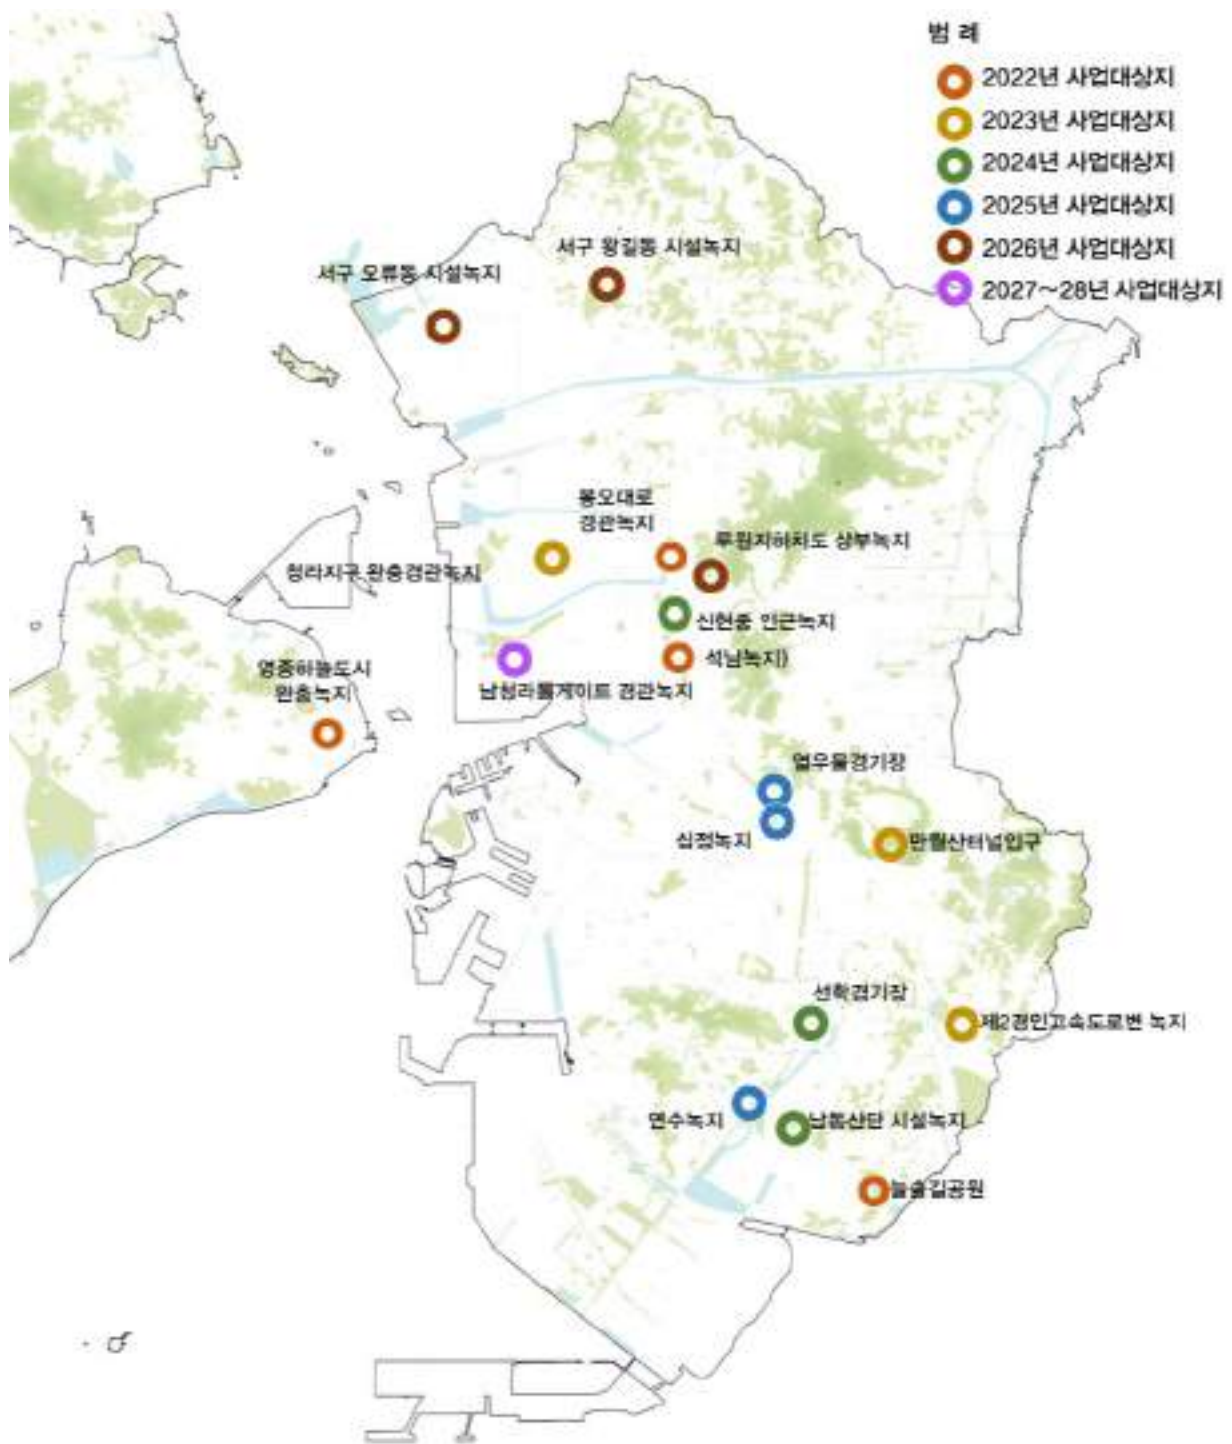 범 례
2022년 사업대상지
2023년 사업대상지
2024년 사업대상지
2025년 사업대상지
2026년 사업대상지
2027～28년 사업대상지
서구 왕길동 시설녹지
서구 오류동 시설녹지
봉오대로
경관녹지
루원지하차도 상부녹지
청라지구 완충경관녹지
신현중 인근녹지
석남녹지)
영종하늘도시
완충녹지
남청라톨게이트 경관녹지
열우물경기장
십정녹지
만월산터널입구
선학경기장
제2경인고속도로변 녹지
연수녹지
남동산단 시설녹지
늘솔길공원